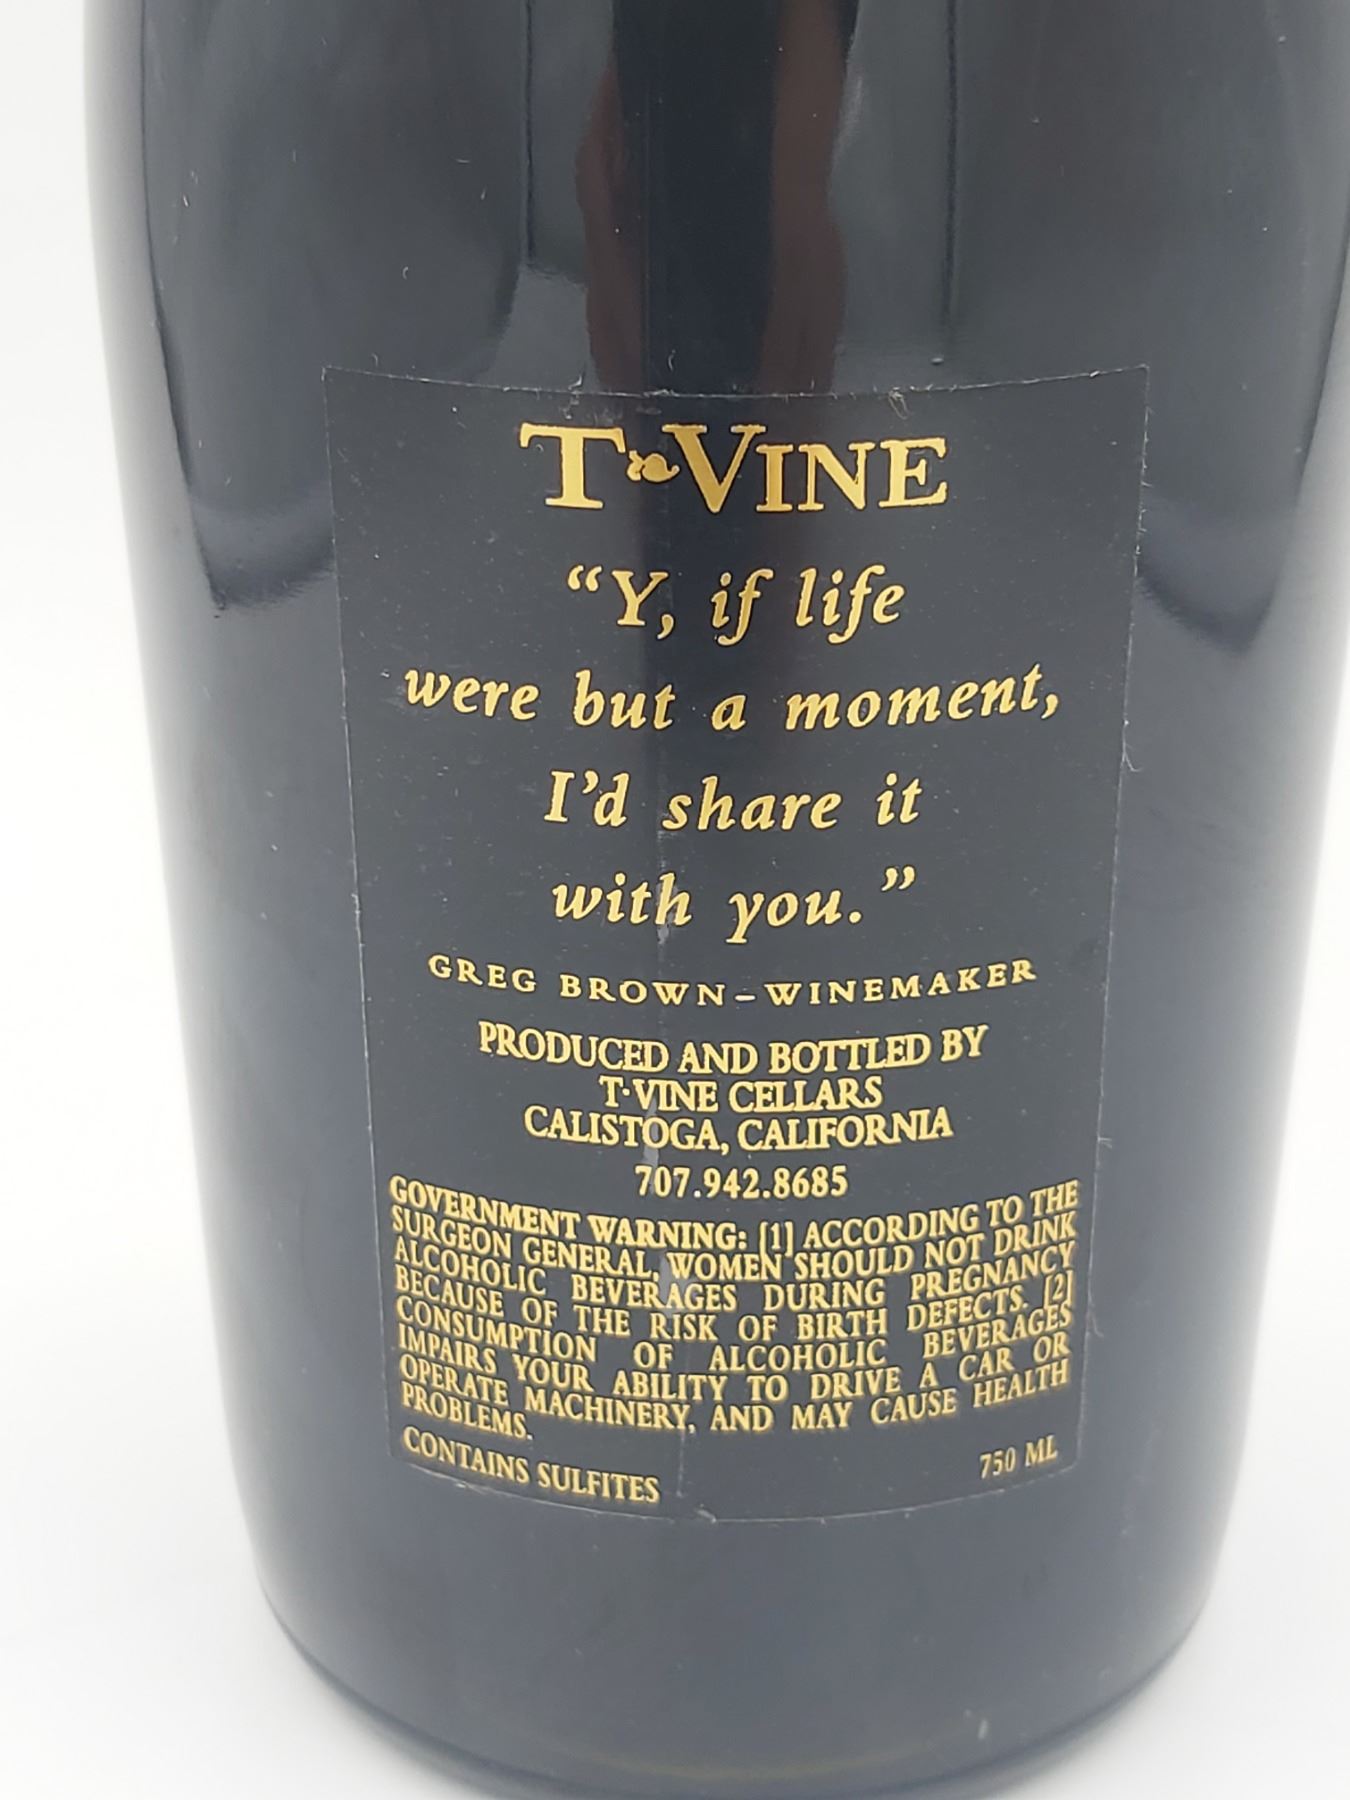 T❧VINE
“Y, if life
were but a moment,
I’d share it
with you.”
GREG BROWN–WINEMAKER
PRODUCED AND BOTTLED BY
T·VINE CELLARS
CALISTOGA, CALIFORNIA
707.942.8685
GOVERNMENT WARNING: [1] ACCORDING TO THE
SURGEON GENERAL, WOMEN SHOULD NOT DRINK
ALCOHOLIC BEVERAGES DURING PREGNANCY
BECAUSE OF THE RISK OF BIRTH DEFECTS. [2]
CONSUMPTION OF ALCOHOLIC BEVERAGES
IMPAIRS YOUR ABILITY TO DRIVE A CAR OR
OPERATE MACHINERY, AND MAY CAUSE HEALTH
PROBLEMS.
CONTAINS SULFITES 750 ML